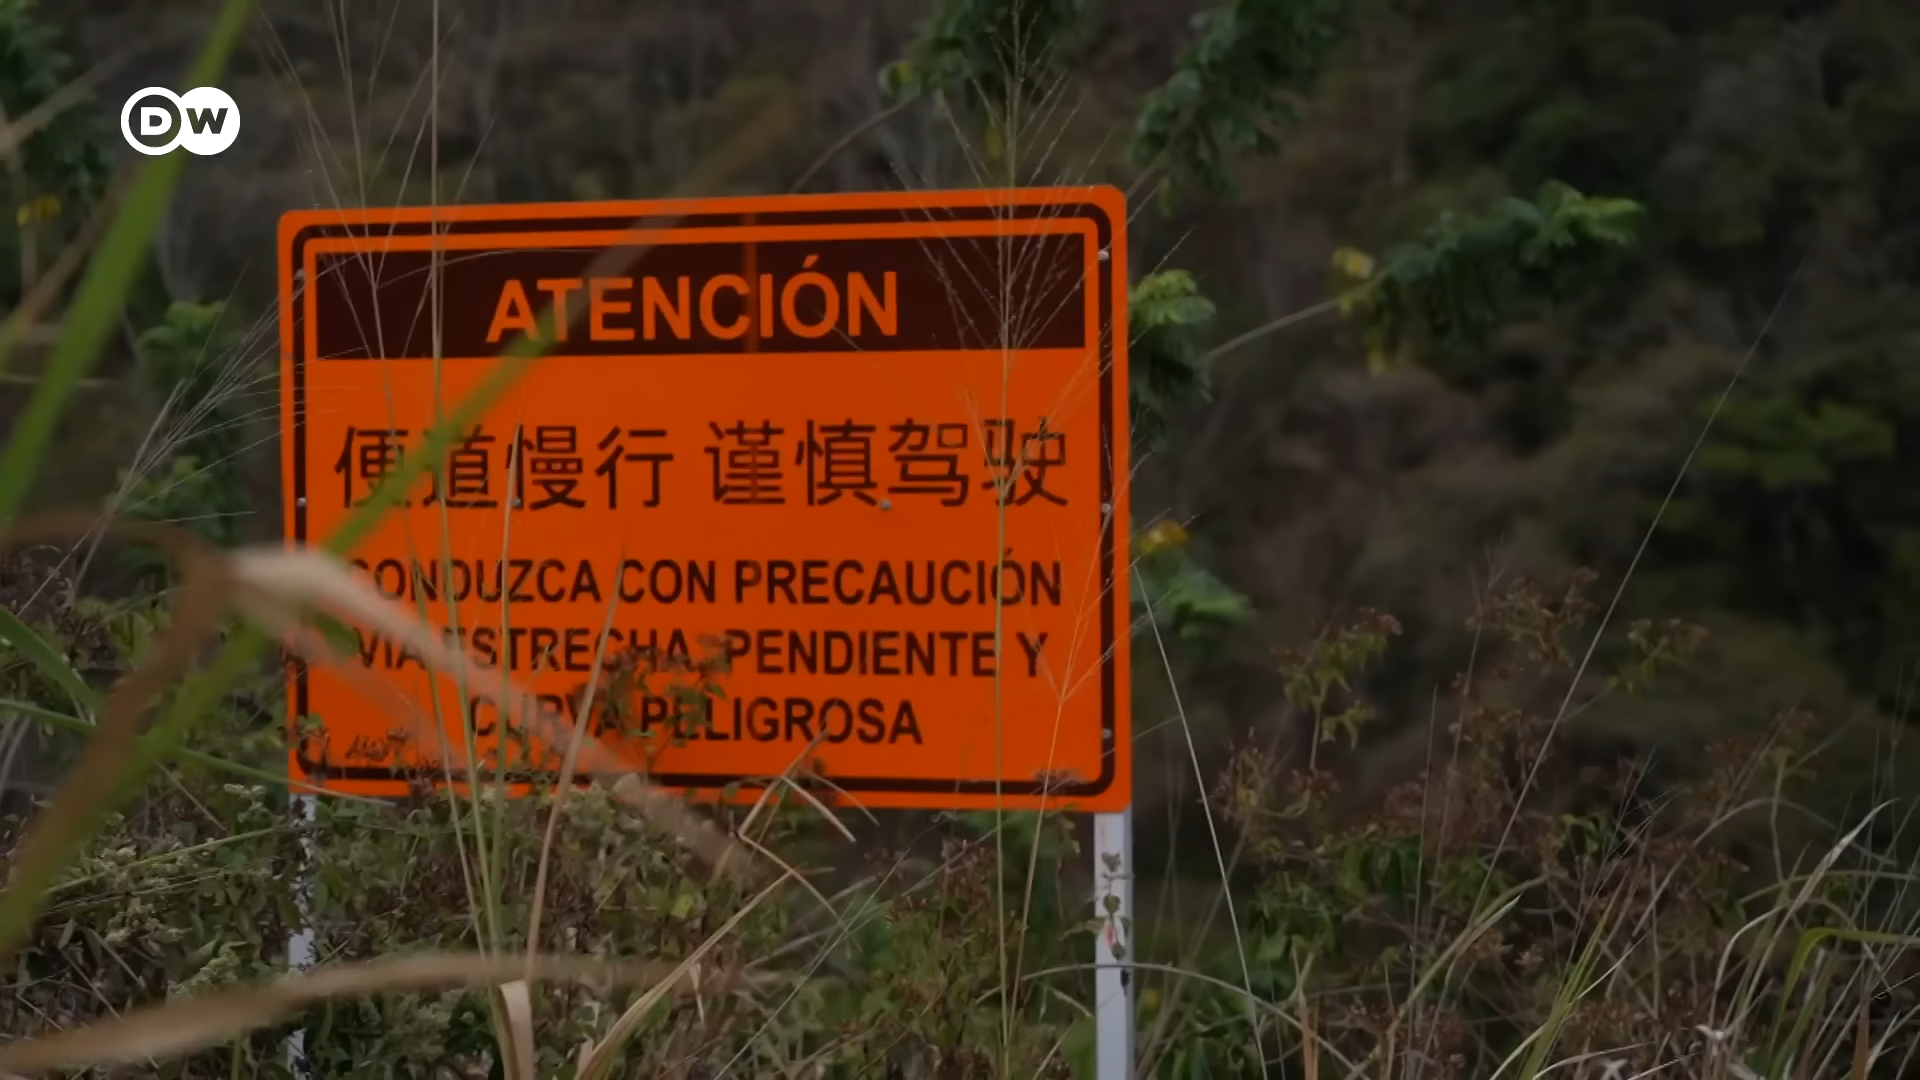 DW
ATENCIÓN
便道慢行 谨慎驾驶
CONDUZCA CON PRECAUCIÓN
VIA ESTRECHA, PENDIENTE Y
CURVA PELIGROSA